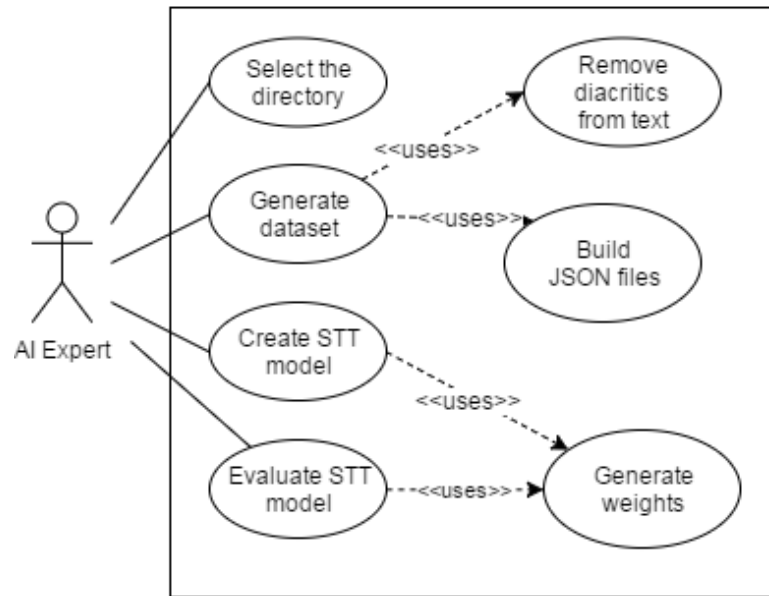 Select the
directory
Remove
diacritics
from text
<<uses>>
Generate
dataset
<<uses>>
Build
JSON files
AI Expert
Create STT
model
<<uses>>
Evaluate STT
model
<<uses>>
Generate
weights